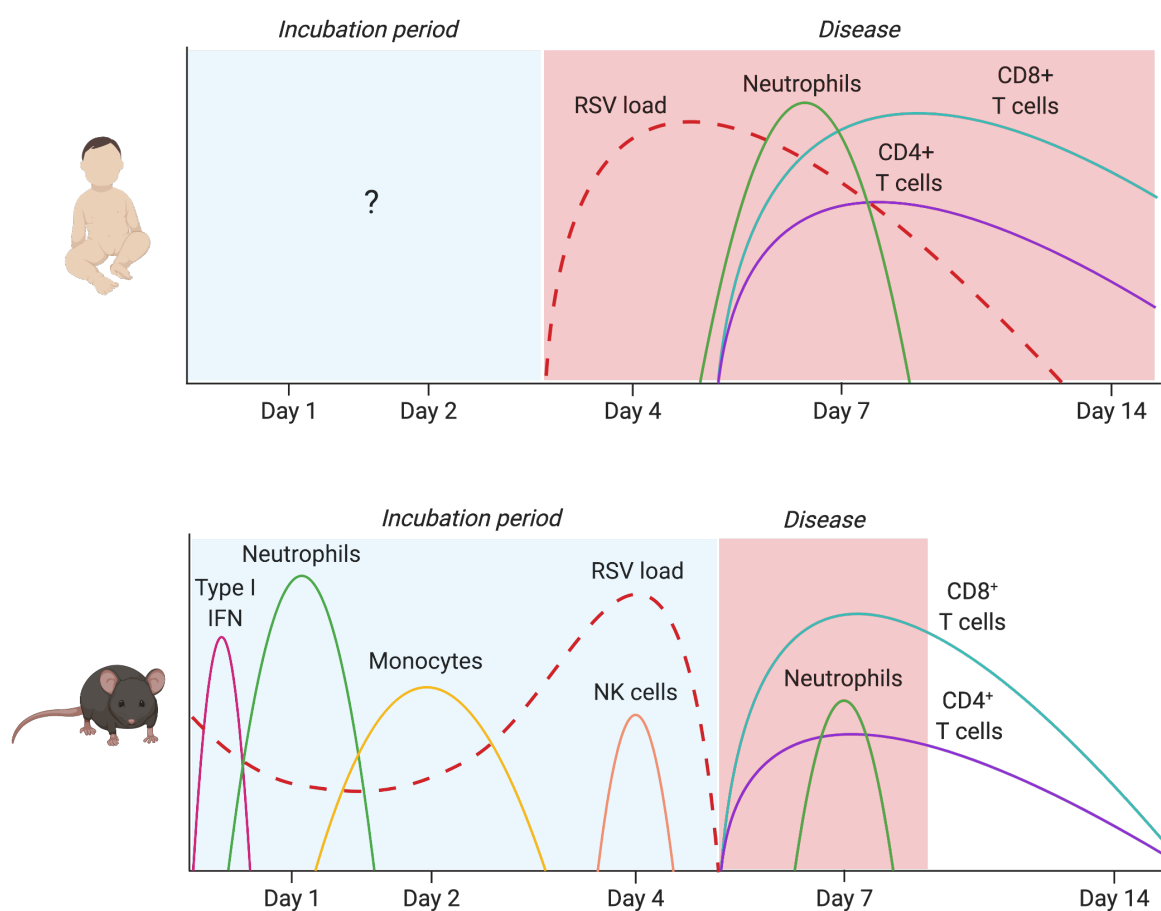 Incubation period
Disease
Neutrophils
CD8+
T cells
RSV load
CD4+
T cells
?
Day 1
Day 2
Day 4
Day 7
Day 14
Incubation period
Disease
Neutrophils
Type I
IFN
RSV load
CD8⁺
T cells
Monocytes
NK cells
Neutrophils
CD4⁺
T cells
Day 1
Day 2
Day 4
Day 7
Day 14